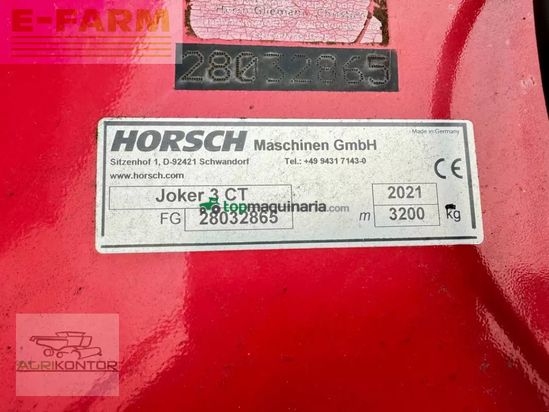 E-FARM
28032865
HORSCH Maschinen GmbH
Made in Germany
Sitzenhof 1, D-92421 Schwandorf Tel.: +49 9431 7143-0
www.horsch.com
CE
Joker 3 CT 2021
FG 28032865 m 3200 kg
topmaquinaria.com
AGRIKONTOR